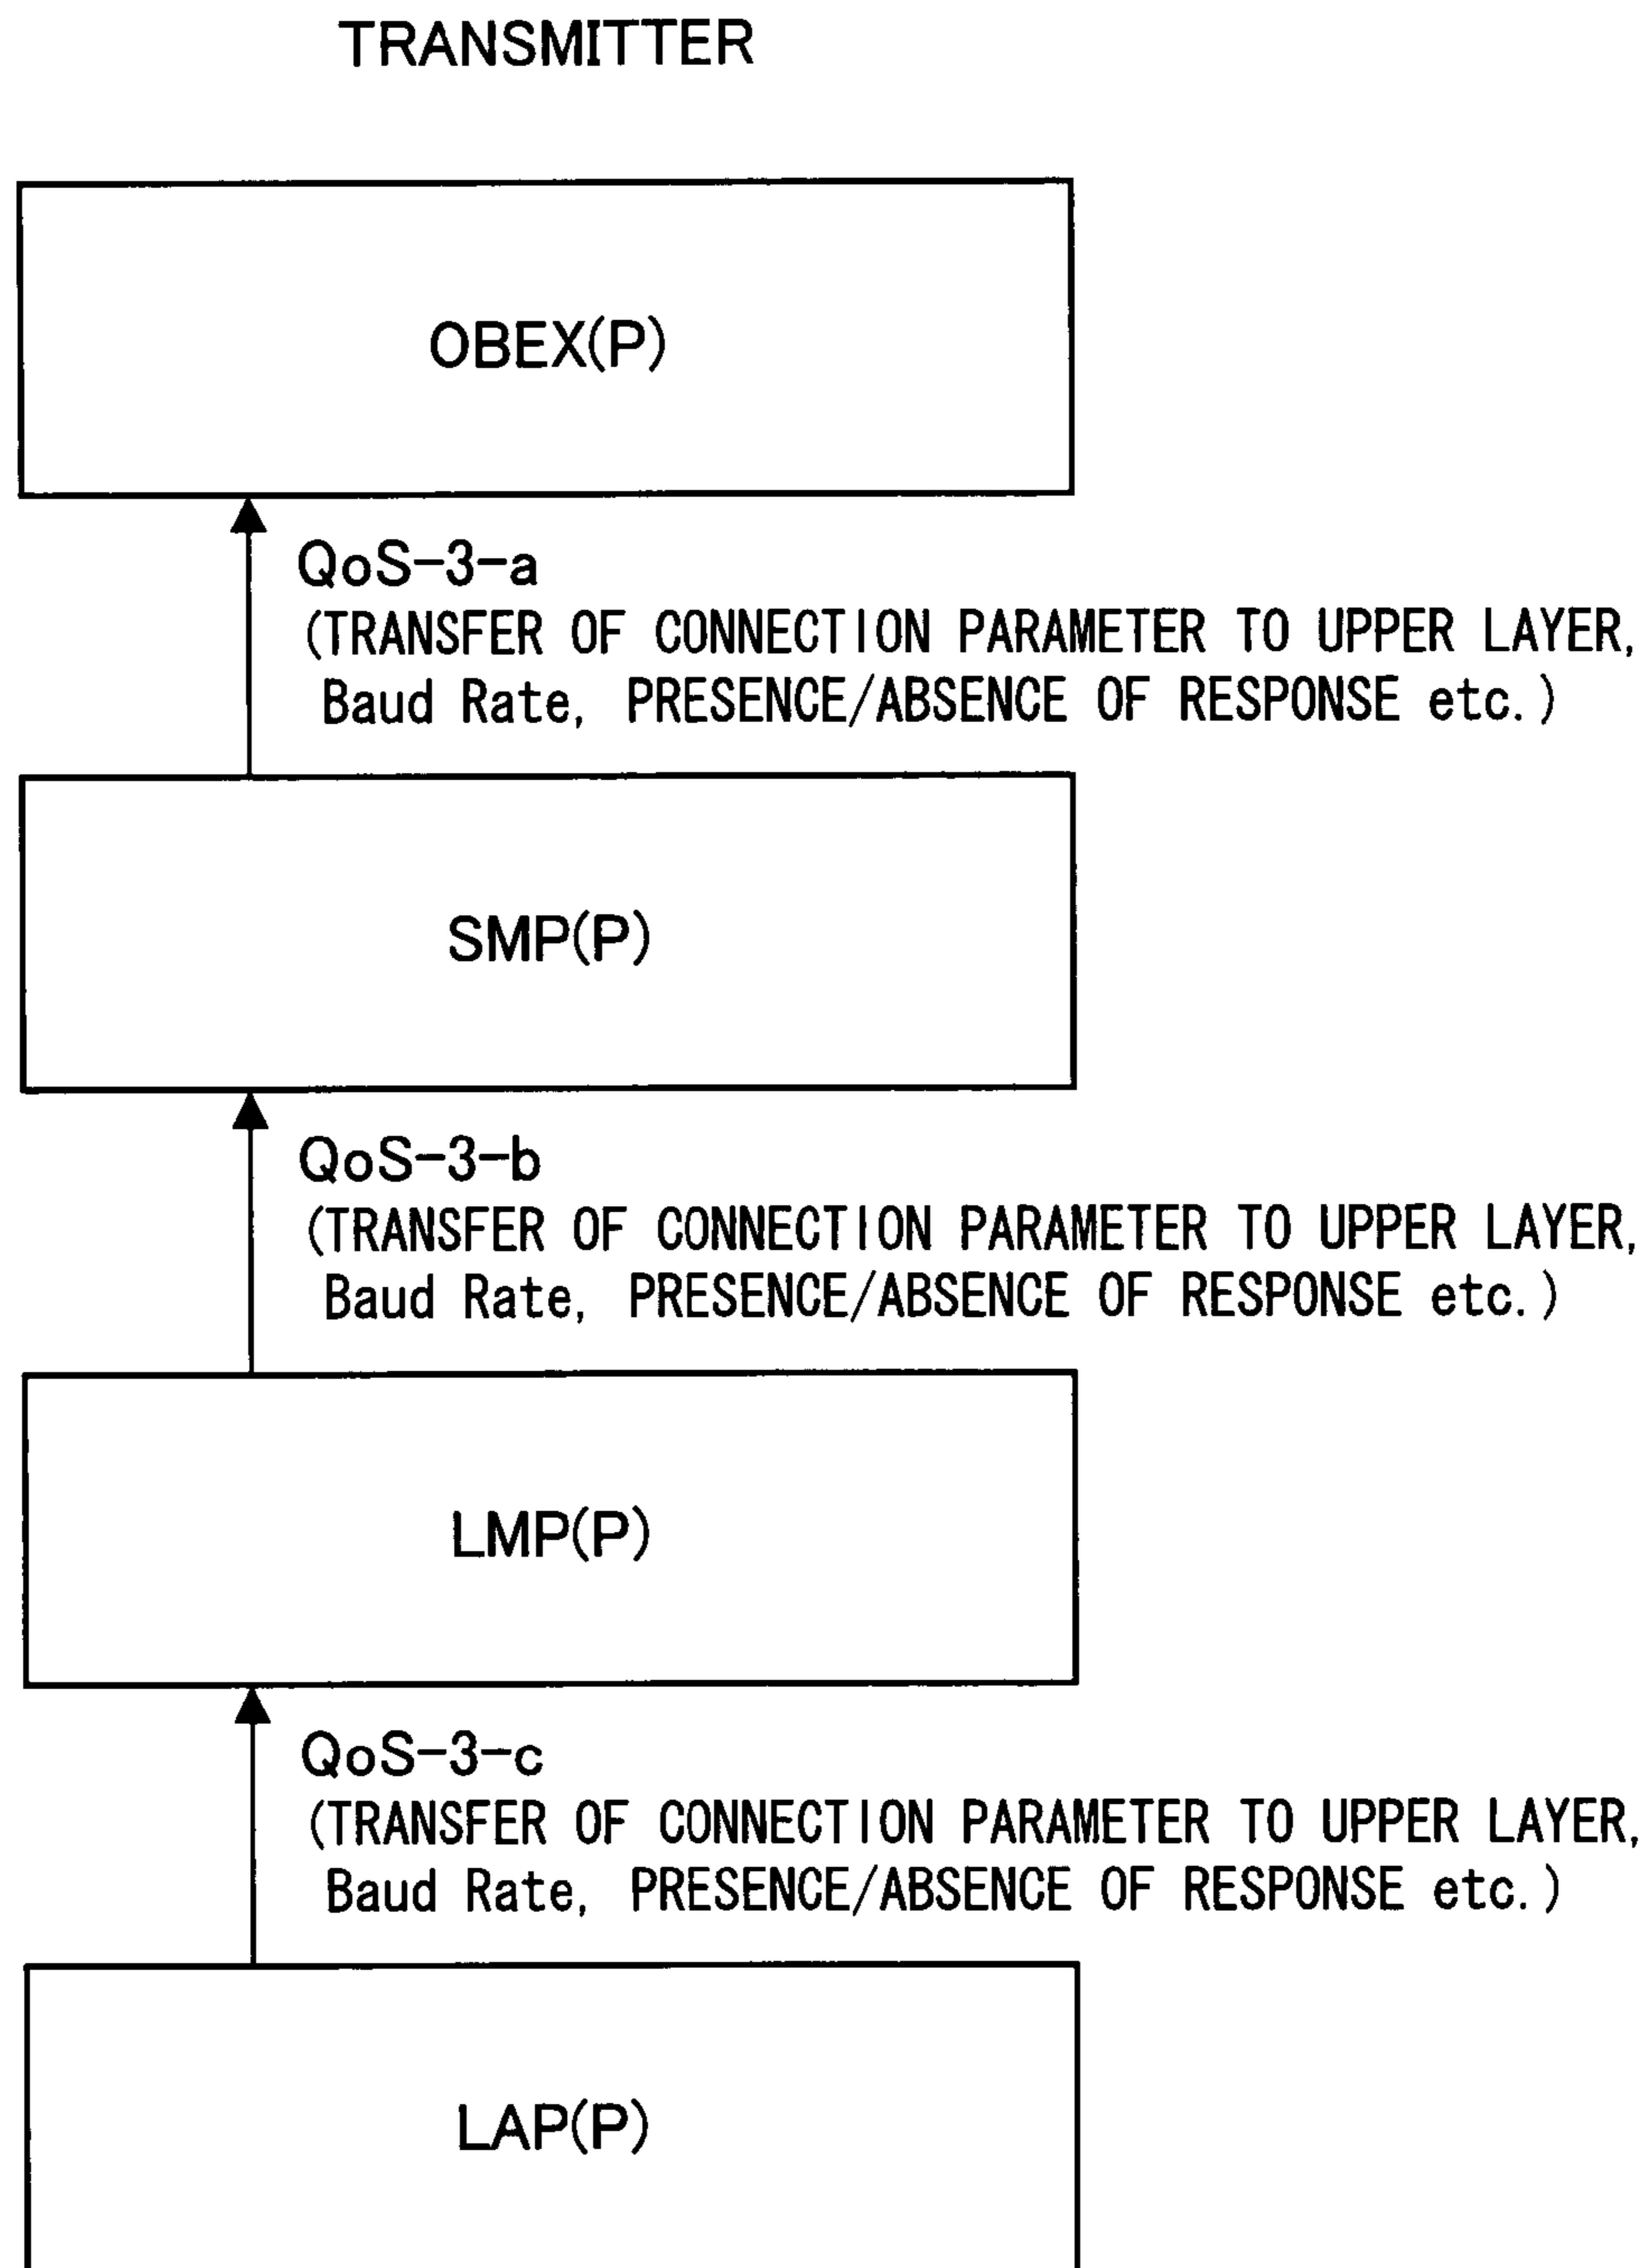 TRANSMITTER
OBEX(P)
QoS-3-a
(TRANSFER OF CONNECTION PARAMETER TO UPPER LAYER,
Baud Rate, PRESENCE/ABSENCE OF RESPONSE etc.)
SMP(P)
QoS-3-b
(TRANSFER OF CONNECTION PARAMETER TO UPPER LAYER,
Baud Rate, PRESENCE/ABSENCE OF RESPONSE etc.)
LMP(P)
QoS-3-c
(TRANSFER OF CONNECTION PARAMETER TO UPPER LAYER,
Baud Rate, PRESENCE/ABSENCE OF RESPONSE etc.)
LAP(P)